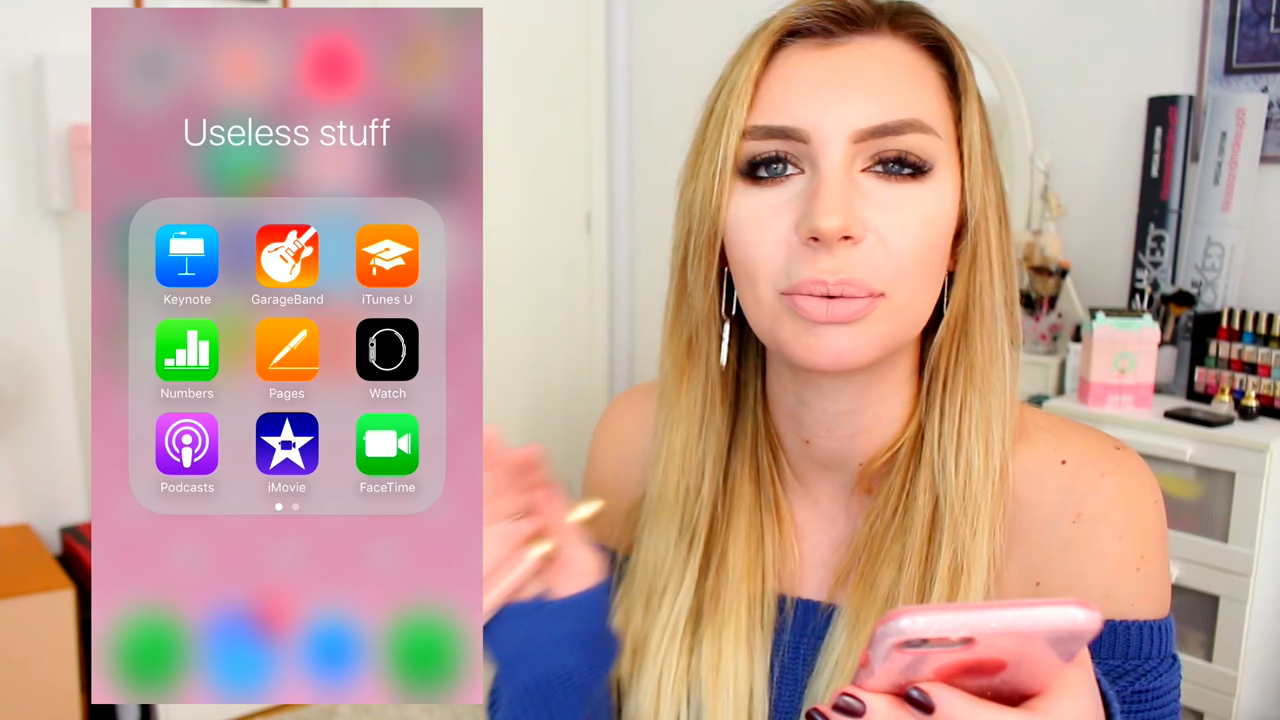 Useless stuff
Keynote GarageBand iTunes U
Numbers Pages Watch
Podcasts iMovie FaceTime